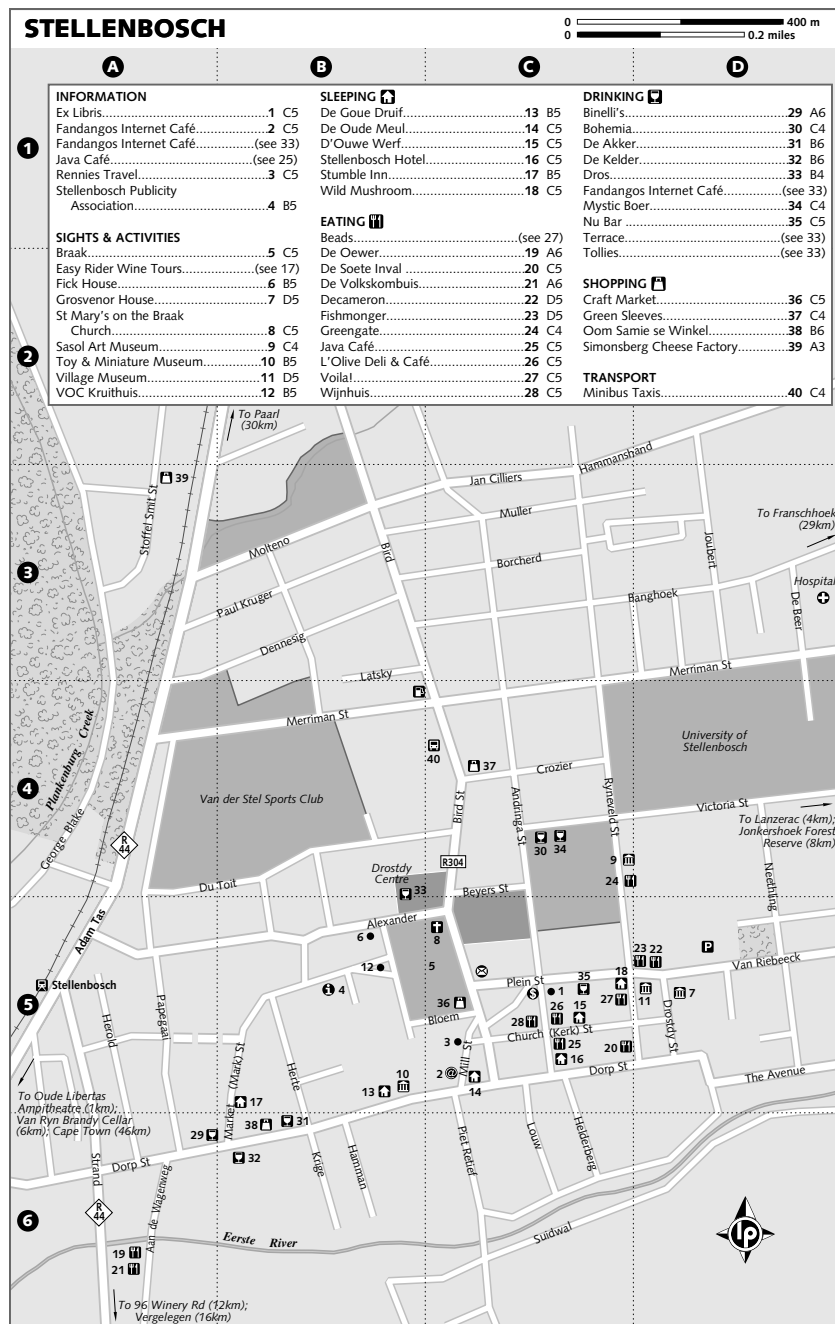 STELLENBOSCH
0 400 m
0 0.2 miles
A B C D
1
INFORMATION
Ex Libris 1 C5
Fandangos Internet Café 2 C5
Fandangos Internet Café (see 33)
Java Café (see 25)
Rennies Travel 3 C5
Stellenbosch Publicity
Association 4 B5
SIGHTS & ACTIVITIES
Braak 5 C5
Easy Rider Wine Tours (see 17)
Fick House 6 B5
Grosvenor House 7 D5
St Mary's on the Braak
Church 8 C5
Sasol Art Museum 9 C4
Toy & Miniature Museum 10 B5
Village Museum 11 D5
VOC Kruithuis 12 B5
SLEEPING
De Goue Druif 13 B5
De Oude Meul 14 C5
D'Ouwe Werf 15 C5
Stellenbosch Hotel 16 C5
Stumble Inn 17 B5
Wild Mushroom 18 C5
EATING
Beads (see 27)
De Oewer 19 A6
De Soete Inval 20 C5
De Volkskombuis 21 A6
Decameron 22 D5
Fishmonger 23 D5
Greengate 24 C4
Java Café 25 C5
L'Olive Deli & Café 26 C5
Voila! 27 C5
Wijnhuis 28 C5
DRINKING
Binelli's 29 A6
Bohemia 30 C4
De Akker 31 B6
De Kelder 32 B6
Dros 33 B4
Fandangos Internet Café (see 33)
Mystic Boer 34 C4
Nu Bar 35 C5
Terrace (see 33)
Tollies (see 33)
SHOPPING
Craft Market 36 C5
Green Sleeves 37 C4
Oom Samie se Winkel 38 B6
Simonsberg Cheese Factory 39 A3
TRANSPORT
Minibus Taxis 40 C4
2
To Paarl
(30km)
Hammanshand
Jan Cilliers
39
Stoffel Smit St
Muller
To Franschhoek
(29km)
Molteno
Bird
Joubert
3
Borcherd
Hospital
Paul Kruger
Banghoek
De Beer
Dennesig
Latsky
Merriman St
Merriman St
University of
Stellenbosch
Plankenburg Creek
40
37
Crozier
4
Van der Stel Sports Club
Bird St
Andringa St
Ryneveld St
Victoria St
George Blake
R
44
To Lanzerac (4km);
Jonkershoek Forest
Reserve (8km)
30 34
R304
9
Drostdy
Centre
Neethling
Du Toit
33
Beyers St
24
Adam Tas
Alexander
6
8
P
23 22
Van Riebeeck
12
5
Plein St
35
18
5
Stellenbosch
4
36
1
27
11
7
Herold
Papegaai
Bloem
28
26 15
Church (Kerk) St
Drostdy St
Market (Mark) St
Herte
3
Mill St
25
20
10
2 @
16
Dorp St
The Avenue
To Oude Libertas
Ampitheatre (1km);
Van Ryn Brandy Cellar
(6km); Cape Town (46km)
17
13
14
38
31
29
32
Strand
Dorp St
Krige
Hamman
Piet Retief
Louw
Helderberg
Aan de Wagenweg
6
R
44
Suidwal
Eerste River
lp
19
21
To 96 Winery Rd (12km);
Vergelegen (16km)